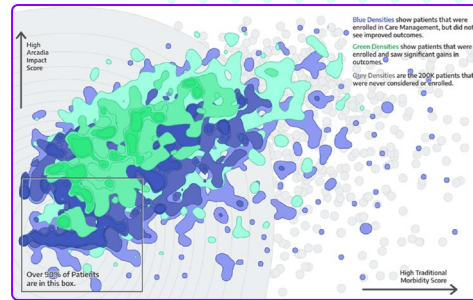 Blue Densities show patients that were
enrolled in Care Management, but did not
see improved outcomes.
Green Densities show patients that were
enrolled and saw significant gains in
outcomes.
Grey Densities are the 200K patients that
were never considered or enrolled.
High
Arcadia
Impact
Score
Over 90% of Patients
are in this box.
High Traditional
Morbidity Score